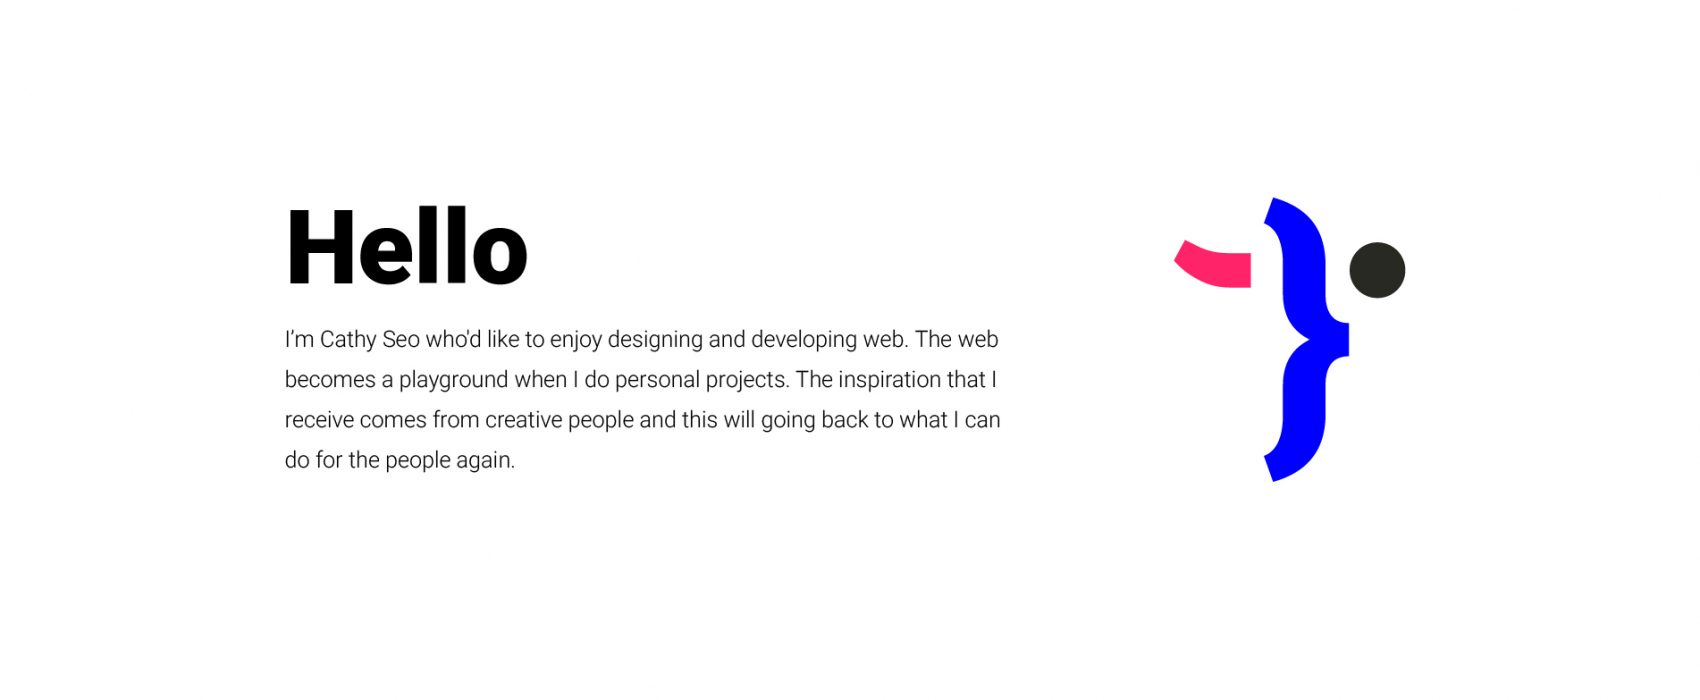 Hello
I’m Cathy Seo who'd like to enjoy designing and developing web. The web
becomes a playground when I do personal projects. The inspiration that I
receive comes from creative people and this will going back to what I can
do for the people again.